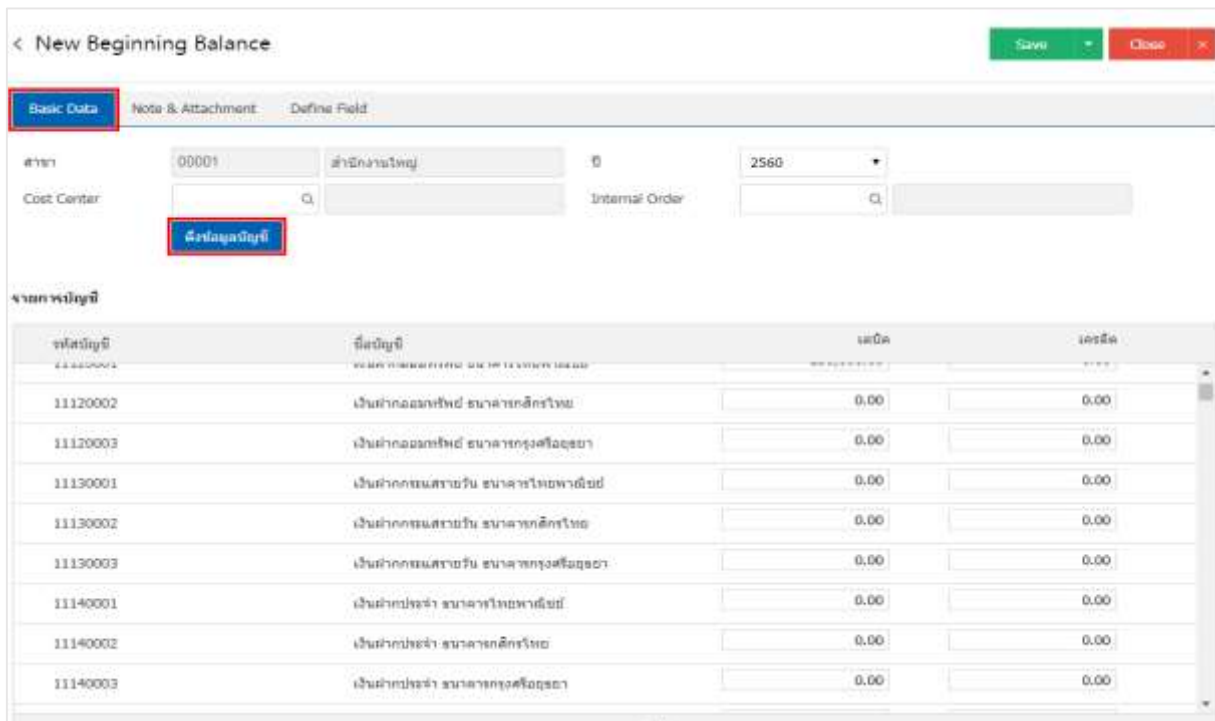 < New Beginning Balance
Save Close ×
Basic Data Note & Attachment Define Field
สาขา 00001 สำนักงานใหญ่ ปี 2560
Cost Center Internal Order
ดึงข้อมูลบัญชี
รายการบัญชี
รหัสบัญชี ชื่อบัญชี เดบิต เครดิต
11120002 เงินฝากออมทรัพย์ ธนาคารกสิกรไทย 0.00 0.00
11120003 เงินฝากออมทรัพย์ ธนาคารกรุงศรีอยุธยา 0.00 0.00
11130001 เงินฝากกระแสรายวัน ธนาคารไทยพาณิชย์ 0.00 0.00
11130002 เงินฝากกระแสรายวัน ธนาคารกสิกรไทย 0.00 0.00
11130003 เงินฝากกระแสรายวัน ธนาคารกรุงศรีอยุธยา 0.00 0.00
11140001 เงินฝากประจำ ธนาคารไทยพาณิชย์ 0.00 0.00
11140002 เงินฝากประจำ ธนาคารกสิกรไทย 0.00 0.00
11140003 เงินฝากประจำ ธนาคารกรุงศรีอยุธยา 0.00 0.00